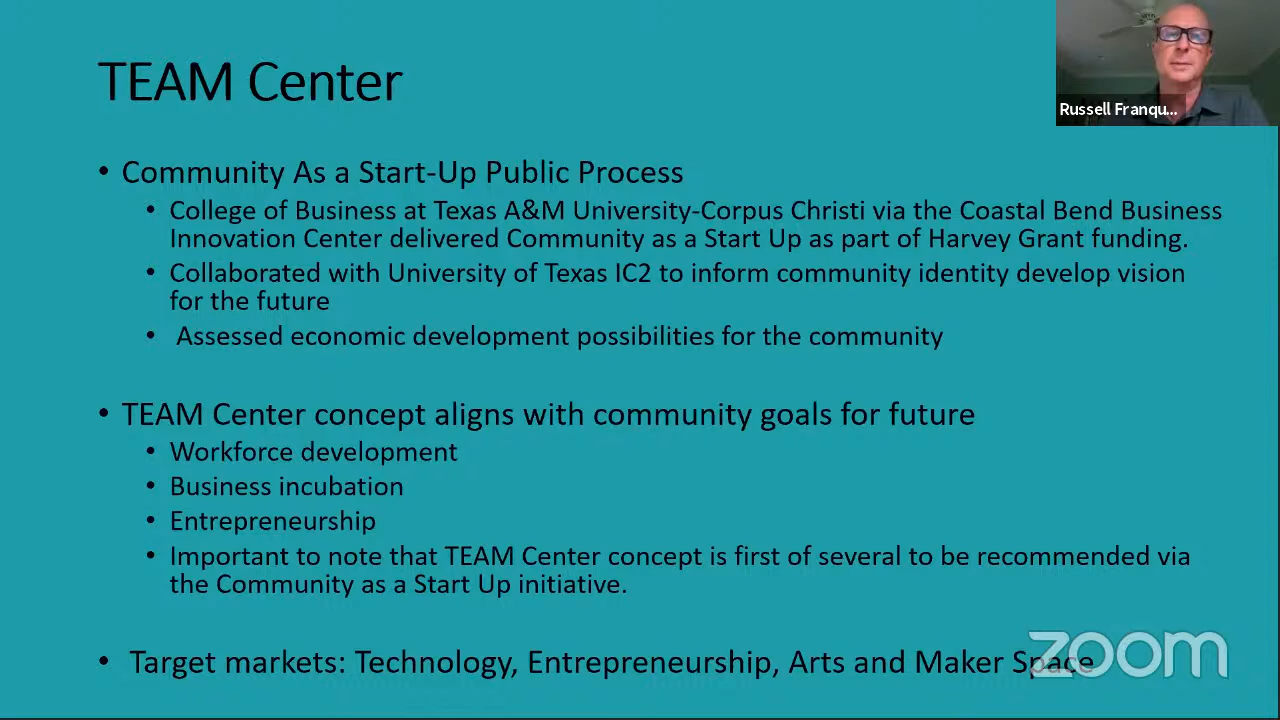 TEAM Center
Russell Franqu...
• Community As a Start-Up Public Process
• College of Business at Texas A&M University-Corpus Christi via the Coastal Bend Business
Innovation Center delivered Community as a Start Up as part of Harvey Grant funding.
• Collaborated with University of Texas IC2 to inform community identity develop vision
for the future
• Assessed economic development possibilities for the community
• TEAM Center concept aligns with community goals for future
• Workforce development
• Business incubation
• Entrepreneurship
• Important to note that TEAM Center concept is first of several to be recommended via
the Community as a Start Up initiative.
• Target markets: Technology, Entrepreneurship, Arts and Maker Space
zoom